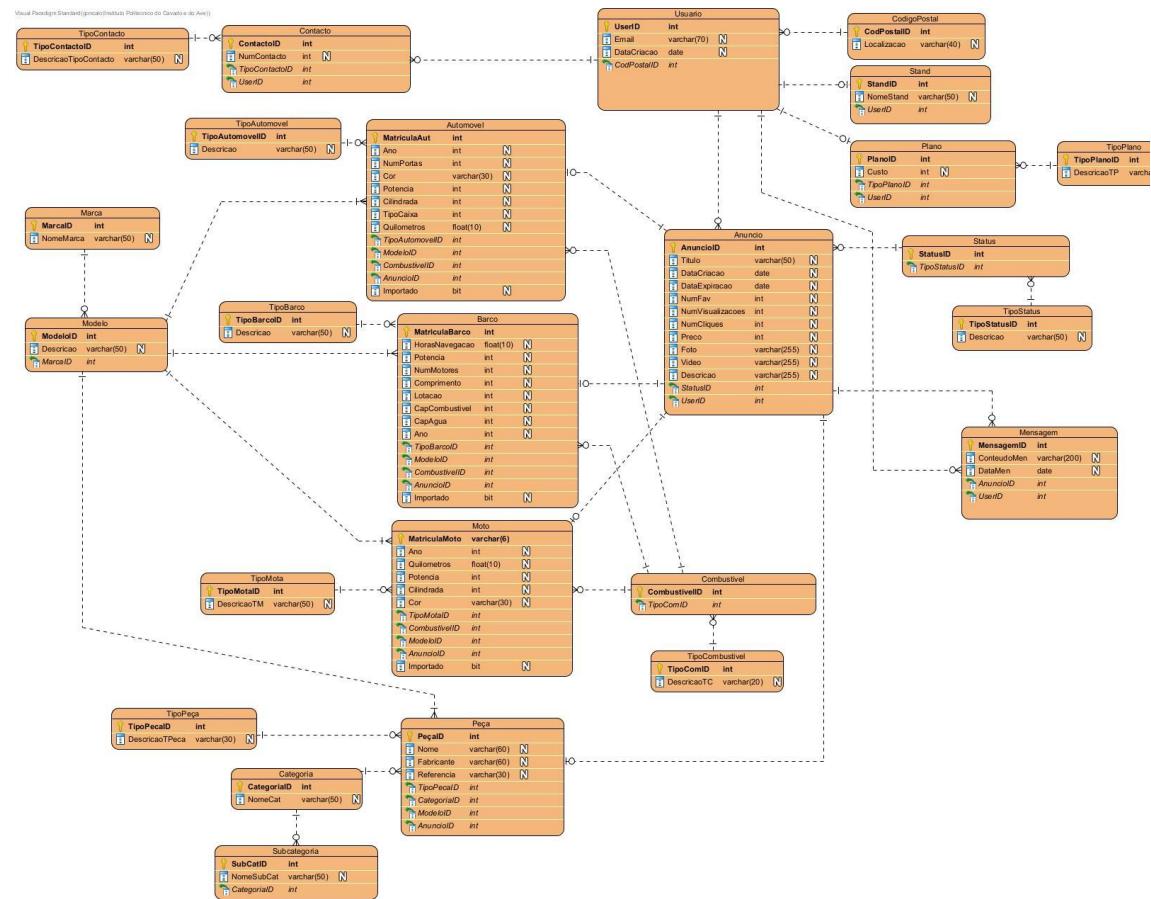 Visual Paradigm Standard(goncalo(Instituto Politecnico do Cavado e do Ave))
TipoContacto
TipoContactoID int
DescricaoTipoContacto varchar(50) N
Contacto
ContactoID int
NumContacto int N
TipoContactoID int
UserID int
Usuario
UserID int
Email varchar(70) N
DataCriacao date N
CodPostalID int
CodigoPostal
CodPostalID int
Localizacao varchar(40) N
Stand
StandID int
NomeStand varchar(50) N
UserID int
Plano
PlanoID int
Custo int N
TipoPlanoID int
UserID int
TipoPlano
TipoPlanoID int
DescricaoTP
TipoAutomovel
TipoAutomovelID int
Descricao varchar(50) N
Automovel
MatriculaAut int
Ano int N
NumPortas int N
Cor varchar(30) N
Potencia int N
Cilindrada int N
TipoCaixa int N
Quilometros float(10) N
TipoAutomovelID int
ModeloID int
CombustivelID int
AnuncioID int
Importado bit N
Marca
MarcaID int
NomeMarca varchar(50) N
Modelo
ModeloID int
Descricao varchar(50) N
MarcaID int
TipoBarco
TipoBarcoID int
Descricao varchar(50) N
Barco
MatriculaBarco int
HorasNavegacao float(10) N
Potencia int N
NumMotores int N
Comprimento int N
Lotacao int N
CapCombustivel int N
CapAgua int N
Ano int N
TipoBarcoID int
ModeloID int
CombustivelID int
AnuncioID int
Importado bit N
Anuncio
AnuncioID int
Titulo varchar(50) N
DataCriacao date N
DataExpiracao date N
NumFav int N
NumVisualizacoes int N
NumCliques int N
Preco int N
Foto varchar(255) N
Video varchar(255) N
Descricao varchar(255) N
StatusID int
UserID int
Status
StatusID int
TipoStatusID int
TipoStatus
TipoStatusID int
Descricao varchar(50) N
Mensagem
MensagemID int
ConteudoMen varchar(200) N
DataMen date N
AnuncioID int
UserID int
Moto
MatriculaMoto varchar(6)
Ano int N
Quilometros float(10) N
Potencia int N
Cilindrada int N
Cor varchar(30) N
TipoMotaID int
CombustivelID int
ModeloID int
AnuncioID int
Importado bit N
TipoMota
TipoMotaID int
DescricaoTM varchar(50) N
Combustivel
CombustivelID int
TipoComID int
TipoCombustivel
TipoComID int
DescricaoTC varchar(20) N
TipoPeça
TipoPecaID int
DescricaoTPeca varchar(30) N
Peça
PeçaID int
Nome varchar(60) N
Fabricante varchar(60) N
Referencia varchar(30) N
TipoPecaID int
CategoriaID int
ModeloID int
AnuncioID int
Categoria
CategoriaID int
NomeCat varchar(50) N
Subcategoria
SubCatID int
NomeSubCat varchar(50) N
CategoriaID int